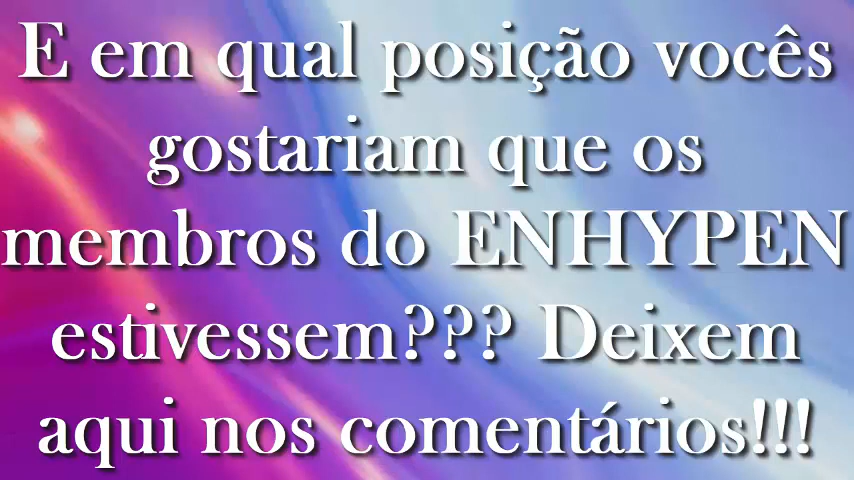 E em qual posição vocês
gostariam que os
membros do ENHYPEN
estivessem??? Deixem
aqui nos comentários!!!